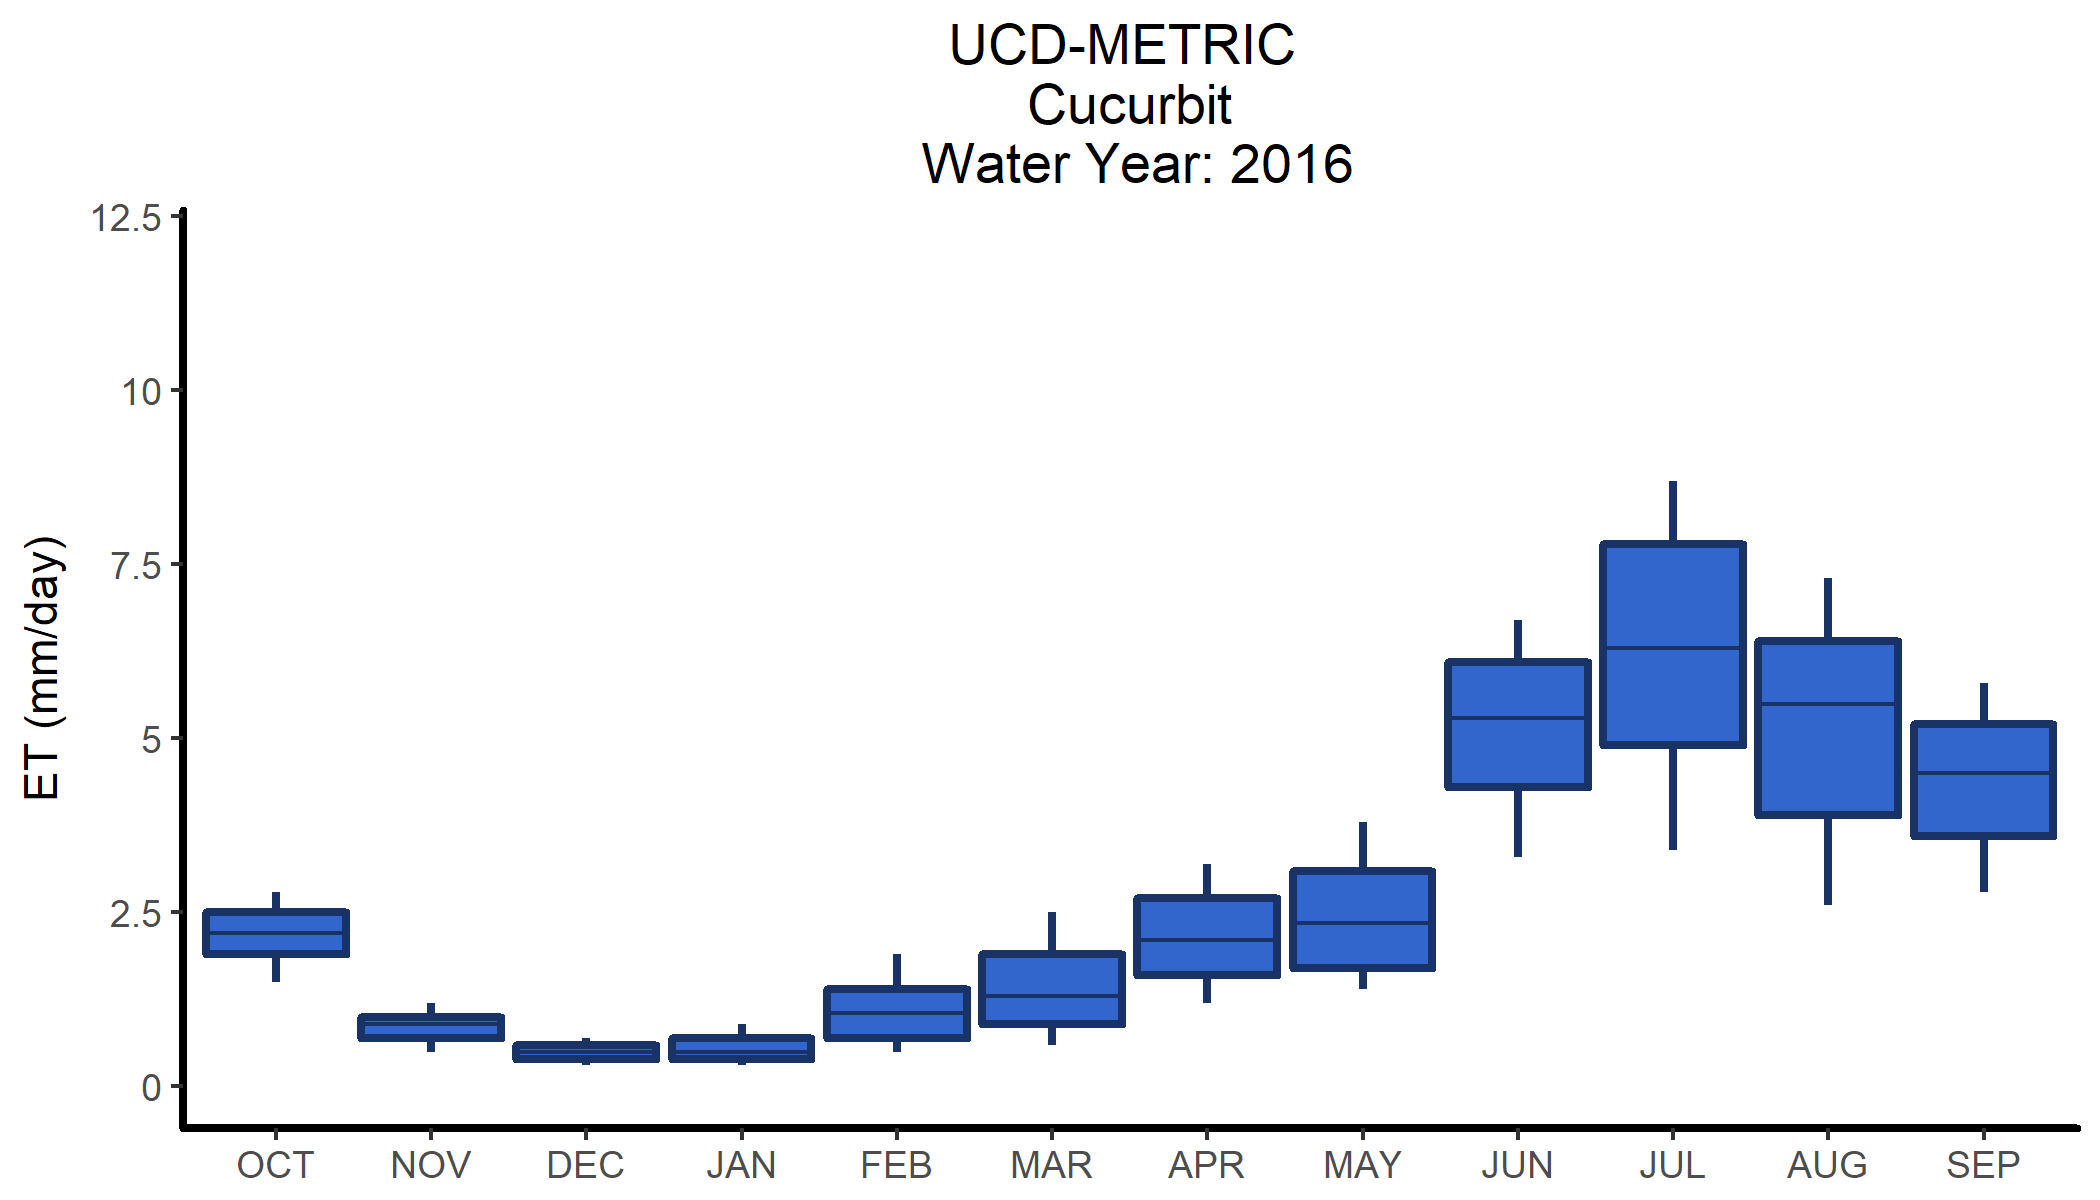 UCD-METRIC
Cucurbit
Water Year: 2016
ET (mm/day)
12.5
10
7.5
5
2.5
0
OCT NOV DEC JAN FEB MAR APR MAY JUN JUL AUG SEP